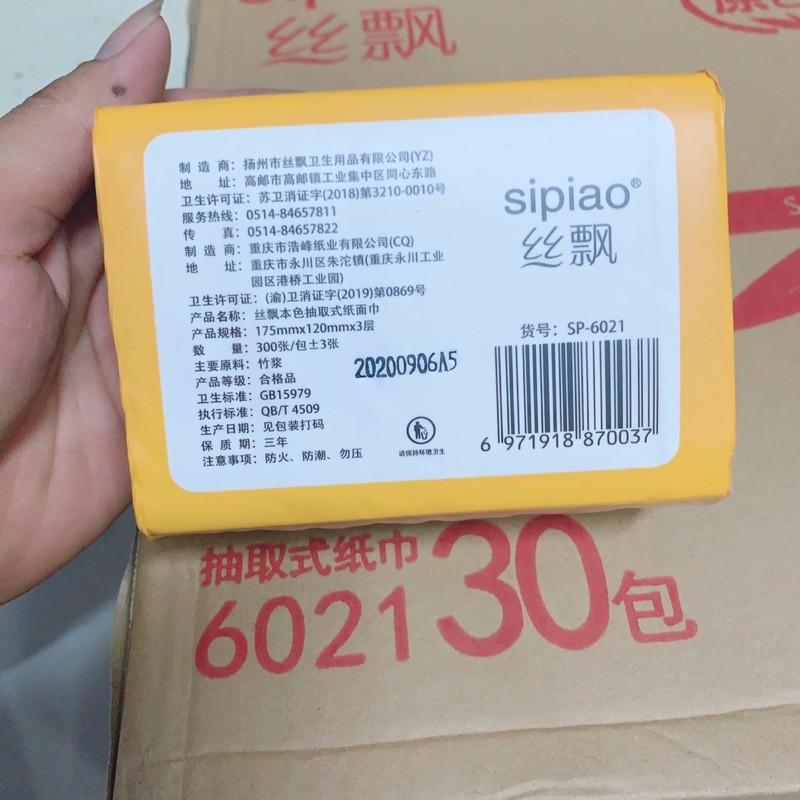 丝飘
制 造 商：扬州市丝飘卫生用品有限公司(YZ)
地 址：高邮市高邮镇工业集中区同心东路
卫生许可证：苏卫消证字(2018)第3210-0010号
服务热线：0514-84657811
传 真：0514-84657822
制 造 商：重庆市浩峰纸业有限公司(CQ)
地 址：重庆市永川区朱沱镇(重庆永川工业
园区港桥工业园)
卫生许可证：(渝)卫消证字(2019)第0869号
产品名称：丝飘本色抽取式纸面巾
产品规格：175mmx120mmx3层
数 量：300张/包±3张
主要原料：竹浆
产品等级：合格品
卫生标准：GB15979
执行标准：QB/T 4509
生产日期：见包装打码
保 质 期：三年
注意事项：防火、防潮、勿压
20200906A5
请保持环境卫生
sipiao®
丝飘
货号：SP-6021
6 971918 870037
抽取式纸巾
6021 30包